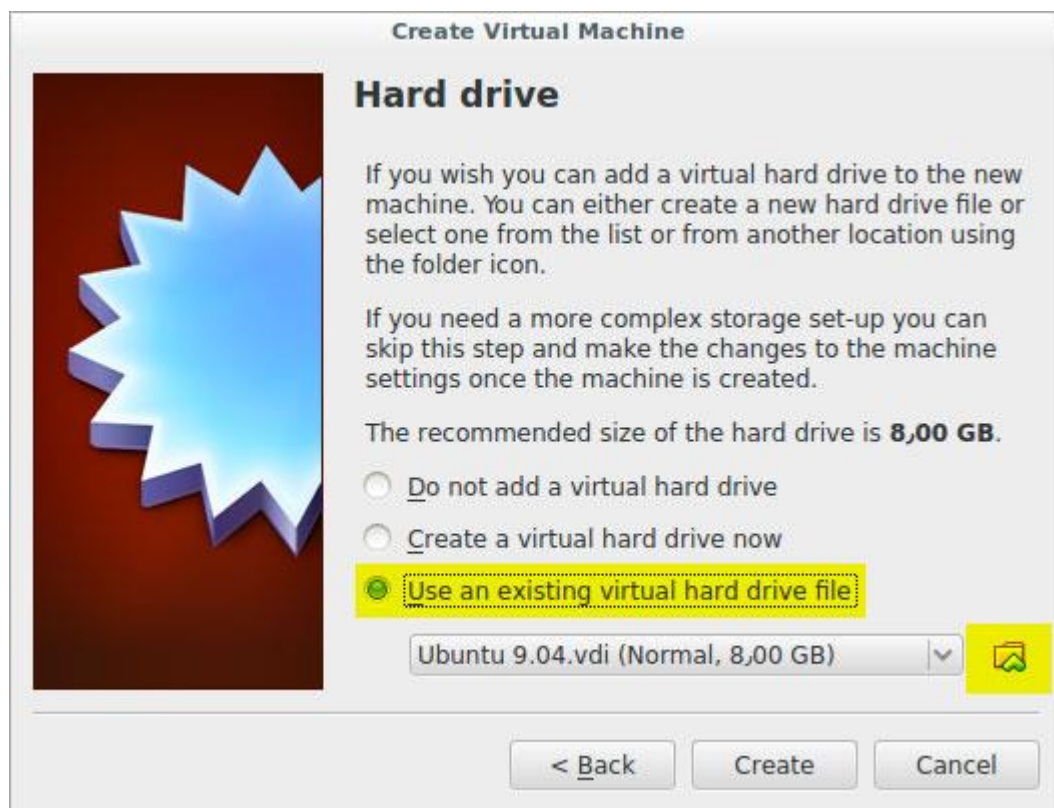 Create Virtual Machine
Hard drive
If you wish you can add a virtual hard drive to the new
machine. You can either create a new hard drive file or
select one from the list or from another location using
the folder icon.
If you need a more complex storage set-up you can
skip this step and make the changes to the machine
settings once the machine is created.
The recommended size of the hard drive is 8,00 GB.
Do not add a virtual hard drive
Create a virtual hard drive now
Use an existing virtual hard drive file
Ubuntu 9.04.vdi (Normal, 8,00 GB)
< Back Create Cancel